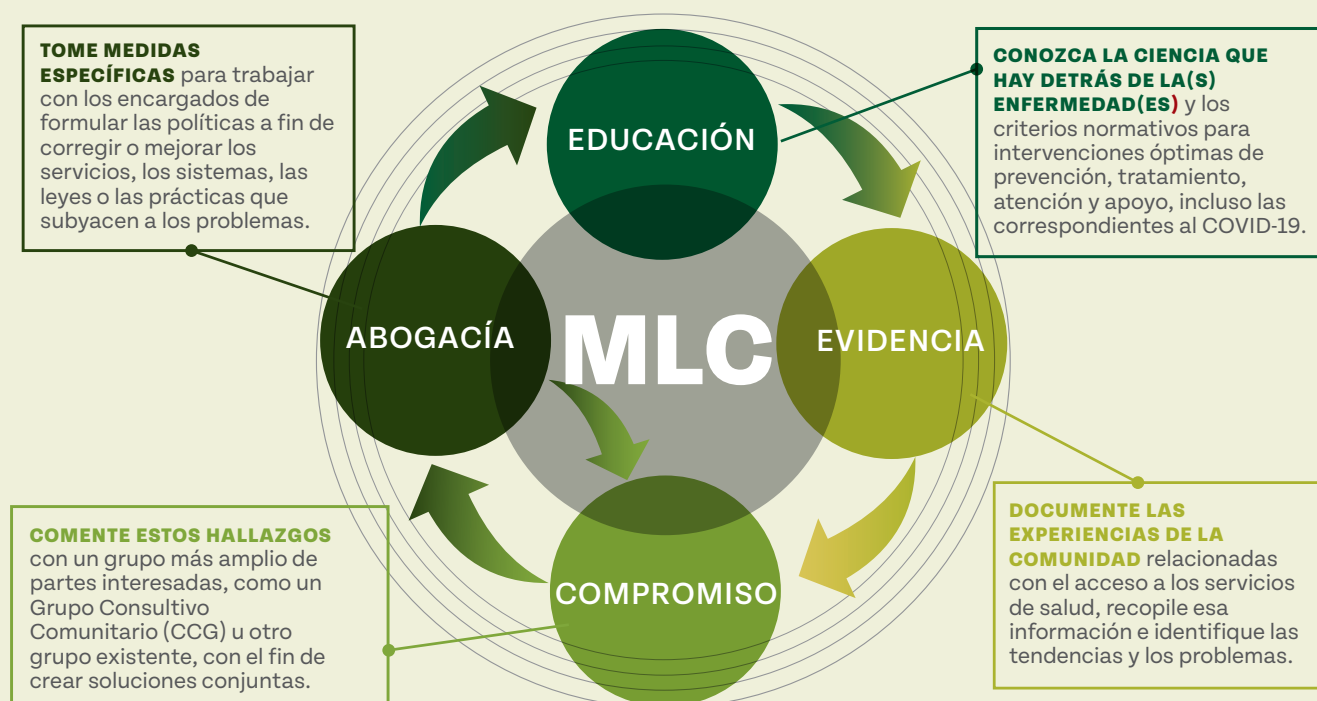 TOME MEDIDAS
ESPECÍFICAS para trabajar
con los encargados de
formular las políticas a fin de
corregir o mejorar los
servicios, los sistemas, las
leyes o las prácticas que
subyacen a los problemas.
EDUCACIÓN
CONOZCA LA CIENCIA QUE
HAY DETRÁS DE LA(S)
ENFERMEDAD(ES) y los
criterios normativos para
intervenciones óptimas de
prevención, tratamiento,
atención y apoyo, incluso las
correspondientes al COVID-19.
ABOGACÍA
MLC
EVIDENCIA
COMENTE ESTOS HALLAZGOS
con un grupo más amplio de
partes interesadas, como un
Grupo Consultivo
Comunitario (CCG) u otro
grupo existente, con el fin de
crear soluciones conjuntas.
COMPROMISO
DOCUMENTE LAS
EXPERIENCIAS DE LA
COMUNIDAD relacionadas
con el acceso a los servicios
de salud, recopile esa
información e identifique las
tendencias y los problemas.